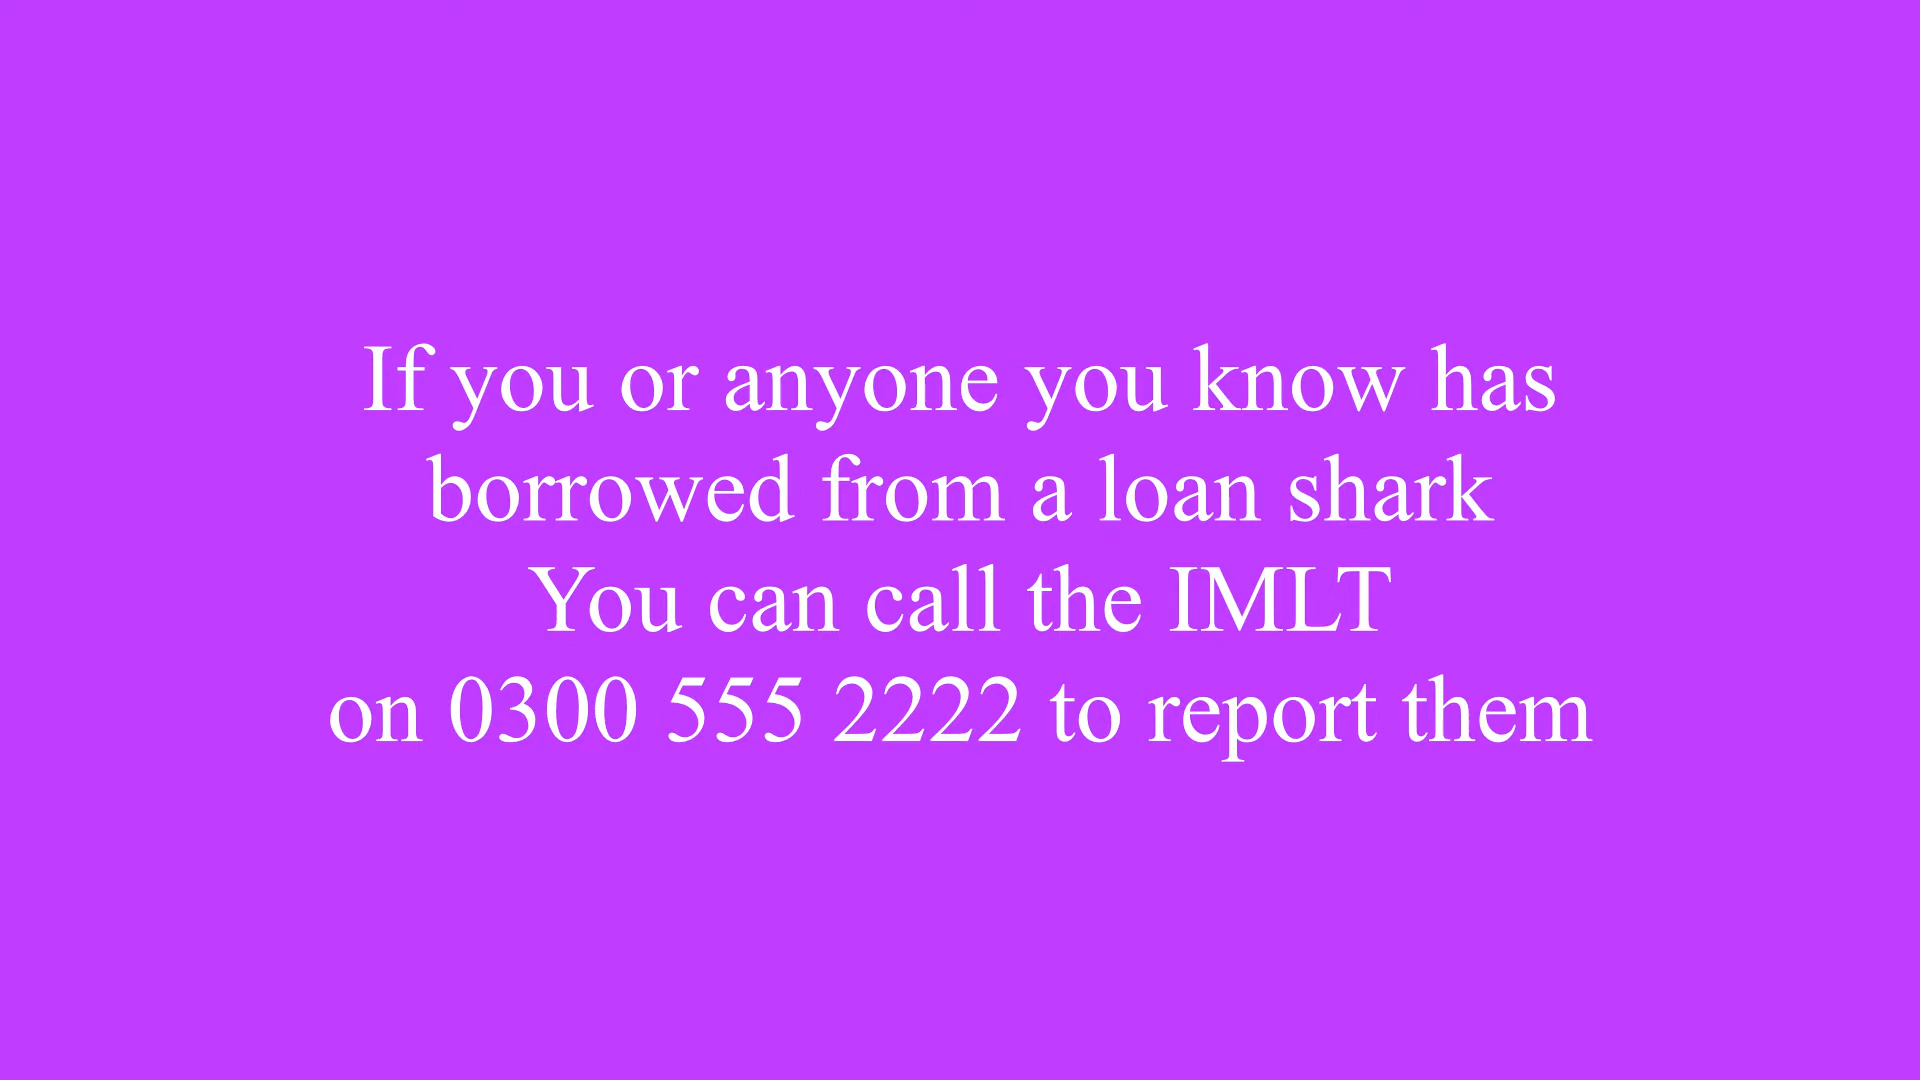 If you or anyone you know has
borrowed from a loan shark
You can call the IMLT
on 0300 555 2222 to report them